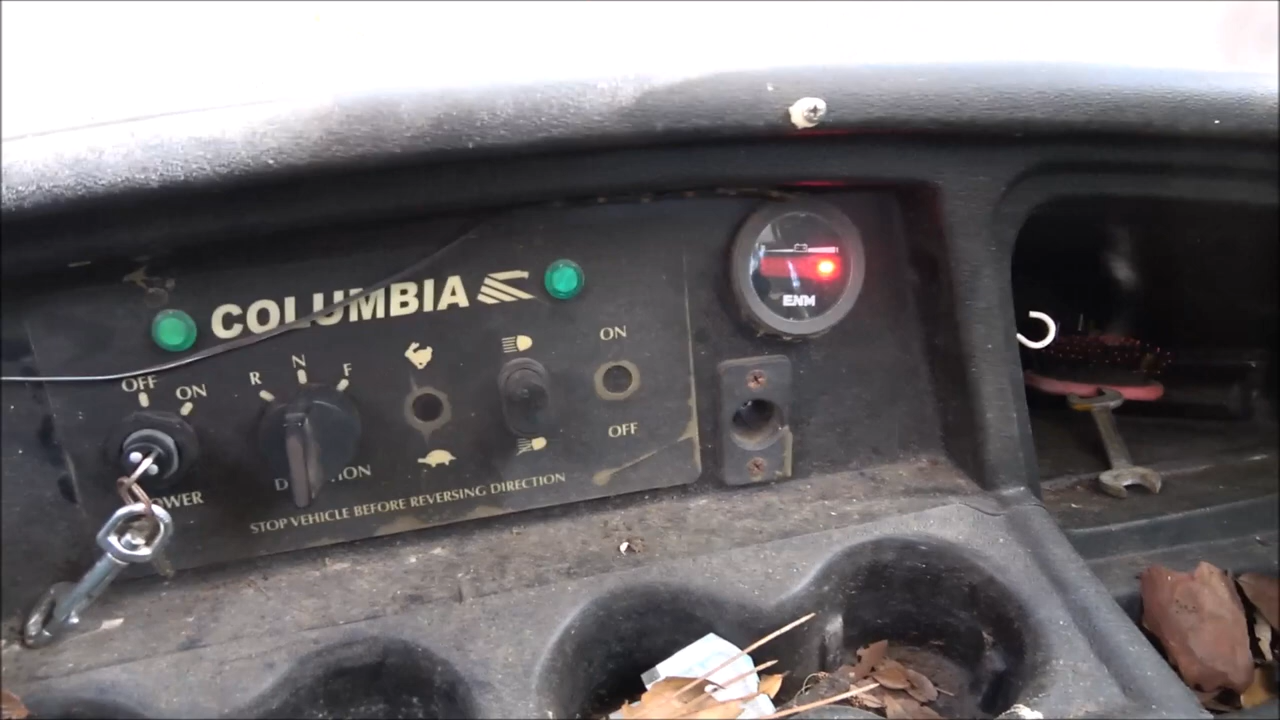 COLUMBIA
ENM
ON
OFF
ON
R
N
F
OFF
STOP VEHICLE BEFORE REVERSING DIRECTION